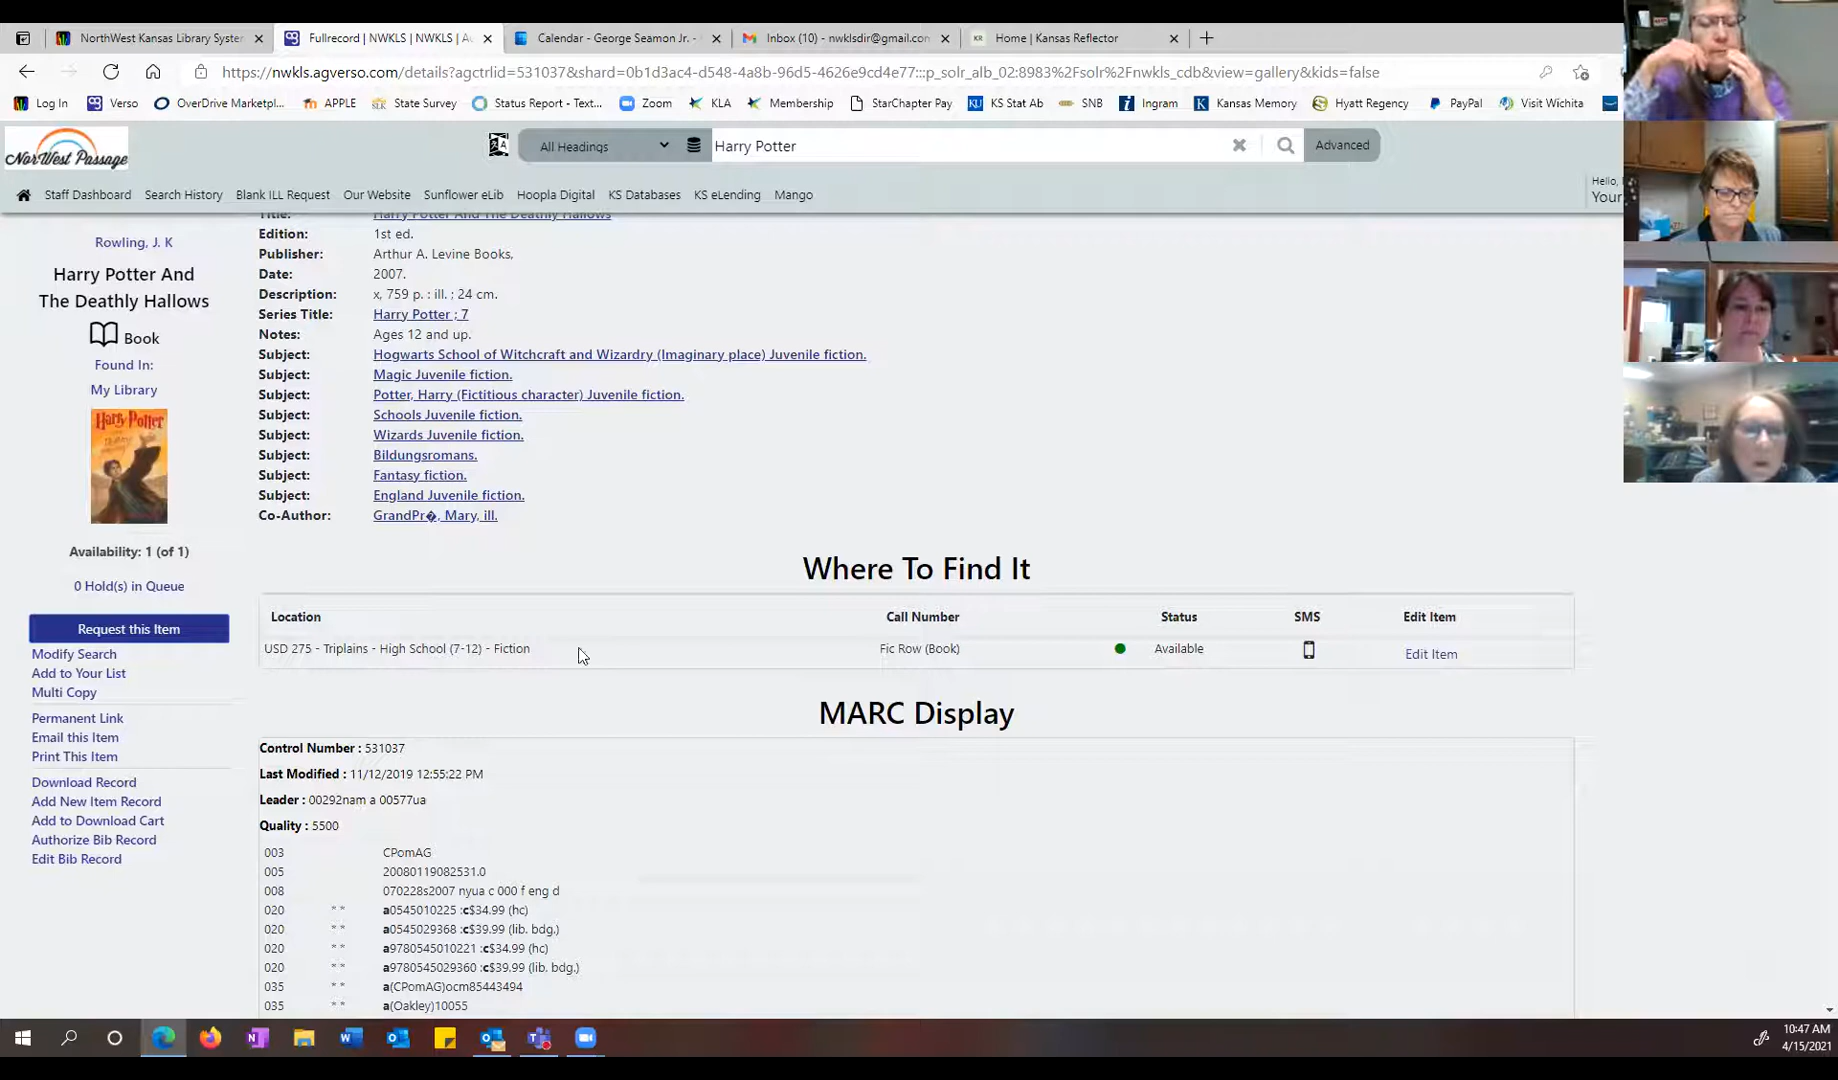 NorthWest Kansas Library Syster
Fullrecord | NWKLS | NWKLS | Au
Calendar - George Seamon Jr. -
Inbox (10) - nwklsdir@gmail.com
KR Home | Kansas Reflector
https://nwkls.agverso.com/details?agctrlid=531037&shard=0b1d3ac4-d548-4a8b-96d5-4626e9cd4e77:::p_solr_alb_02:8983%2Fsolr%2Fnwkls_cdb&view=gallery&kids=false
Log In Verso OverDrive Marketpl... APPLE State Survey Status Report - Text... Zoom KLA Membership StarChapter Pay KS Stat Ab SNB Ingram Kansas Memory Hyatt Regency PayPal Visit Wichita
NorWest Passage
All Headings Harry Potter Advanced
Staff Dashboard Search History Blank ILL Request Our Website Sunflower eLib Hoopla Digital KS Databases KS eLending Mango
Hello,
Your
Rowling, J. K
Harry Potter And
The Deathly Hallows
Book
Found In:
My Library
Harry Potter
Availability: 1 (of 1)
0 Hold(s) in Queue
Request this Item
Modify Search
Add to Your List
Multi Copy
Permanent Link
Email this Item
Print This Item
Download Record
Add New Item Record
Add to Download Cart
Authorize Bib Record
Edit Bib Record
Title: Harry Potter And The Deathly Hallows
Edition: 1st ed.
Publisher: Arthur A. Levine Books,
Date: 2007.
Description: x, 759 p. : ill. ; 24 cm.
Series Title: Harry Potter ; 7
Notes: Ages 12 and up.
Subject: Hogwarts School of Witchcraft and Wizardry (Imaginary place) Juvenile fiction.
Subject: Magic Juvenile fiction.
Subject: Potter, Harry (Fictitious character) Juvenile fiction.
Subject: Schools Juvenile fiction.
Subject: Wizards Juvenile fiction.
Subject: Bildungsromans.
Subject: Fantasy fiction.
Subject: England Juvenile fiction.
Co-Author: GrandPr�, Mary, ill.
Where To Find It
Location Call Number Status SMS Edit Item
USD 275 - Triplains - High School (7-12) - Fiction Fic Row (Book) Available Edit Item
MARC Display
Control Number : 531037
Last Modified : 11/12/2019 12:55:22 PM
Leader : 00292nam a 00577ua
Quality : 5500
003 CPomAG
005 20080119082531.0
008 070228s2007 nyua c 000 f eng d
020 * * a0545010225 :c$34.99 (hc)
020 * * a0545029368 :c$39.99 (lib. bdg.)
020 * * a9780545010221 :c$34.99 (hc)
020 * * a9780545029360 :c$39.99 (lib. bdg.)
035 * * a(CPomAG)ocm85443494
035 * * a(Oakley)10055
10:47 AM
4/15/2021